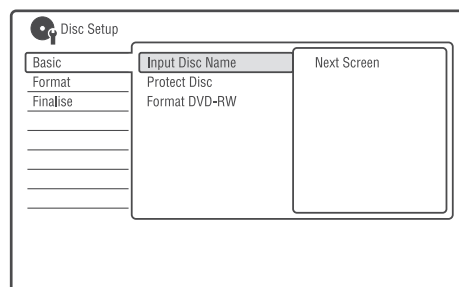 Disc Setup
Basic
Format
Finalise
Input Disc Name
Protect Disc
Format DVD-RW
Next Screen